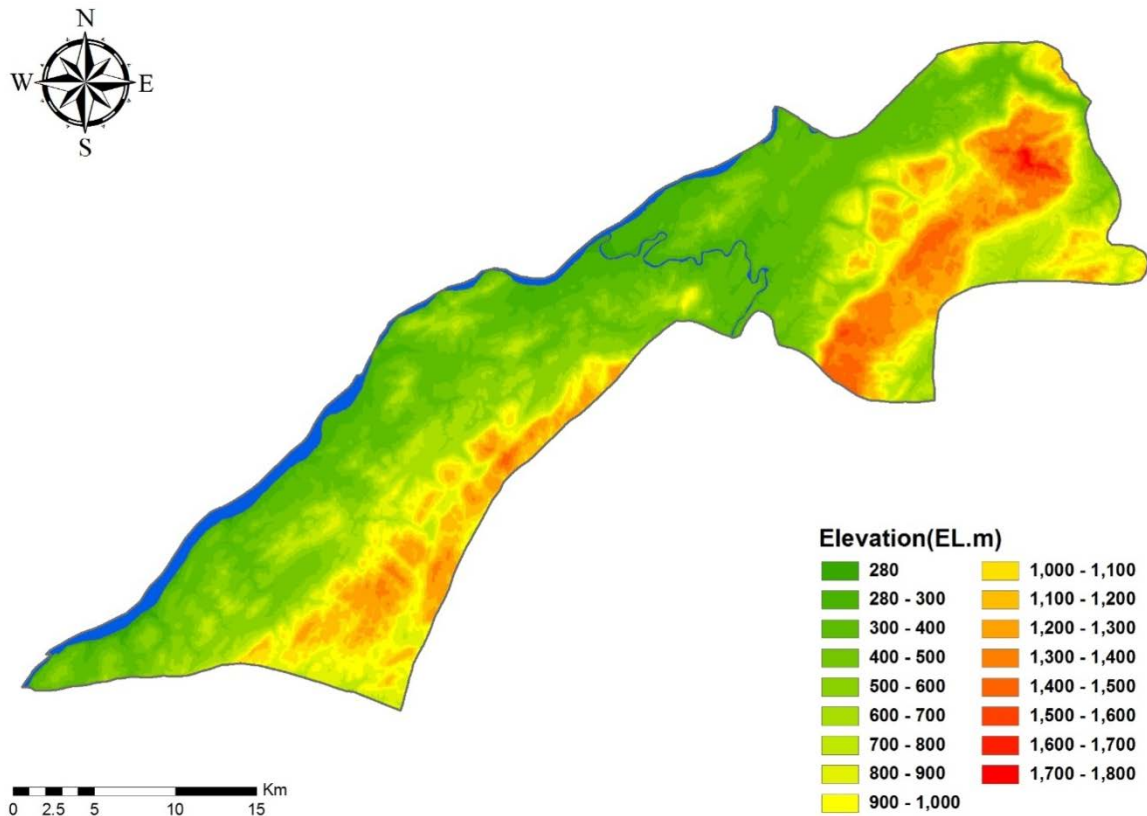 N
W E
S
Elevation(EL.m)
280 1,000 - 1,100
280 - 300 1,100 - 1,200
300 - 400 1,200 - 1,300
400 - 500 1,300 - 1,400
500 - 600 1,400 - 1,500
600 - 700 1,500 - 1,600
700 - 800 1,600 - 1,700
800 - 900 1,700 - 1,800
900 - 1,000
Km
0 2.5 5 10 15